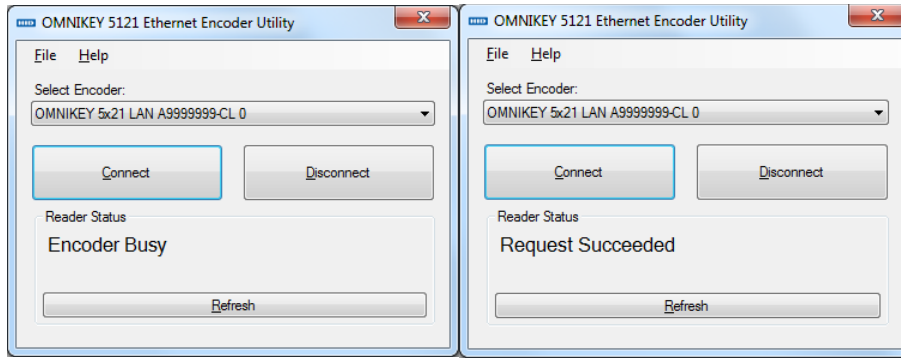 OMNIKEY 5121 Ethernet Encoder Utility
File Help
Select Encoder:
OMNIKEY 5x21 LAN A9999999-CL 0
Connect Disconnect
Reader Status
Encoder Busy
Refresh
OMNIKEY 5121 Ethernet Encoder Utility
File Help
Select Encoder:
OMNIKEY 5x21 LAN A9999999-CL 0
Connect Disconnect
Reader Status
Request Succeeded
Refresh